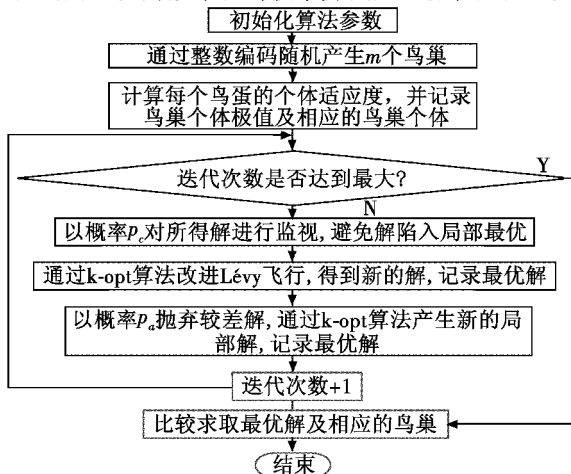 初始化算法参数
通过整数编码随机产生m个鸟巢
计算每个鸟蛋的个体适应度,并记录
鸟巢个体极值及相应的鸟巢个体
迭代次数是否达到最大?
Y
N
以概率pc对所得解进行监视,避免解陷入局部最优
通过k-opt算法改进Lévy飞行,得到新的解,记录最优解
以概率pa抛弃较差解,通过k-opt算法产生新的局
部解,记录最优解
迭代次数+1
比较求取最优解及相应的鸟巢
结束